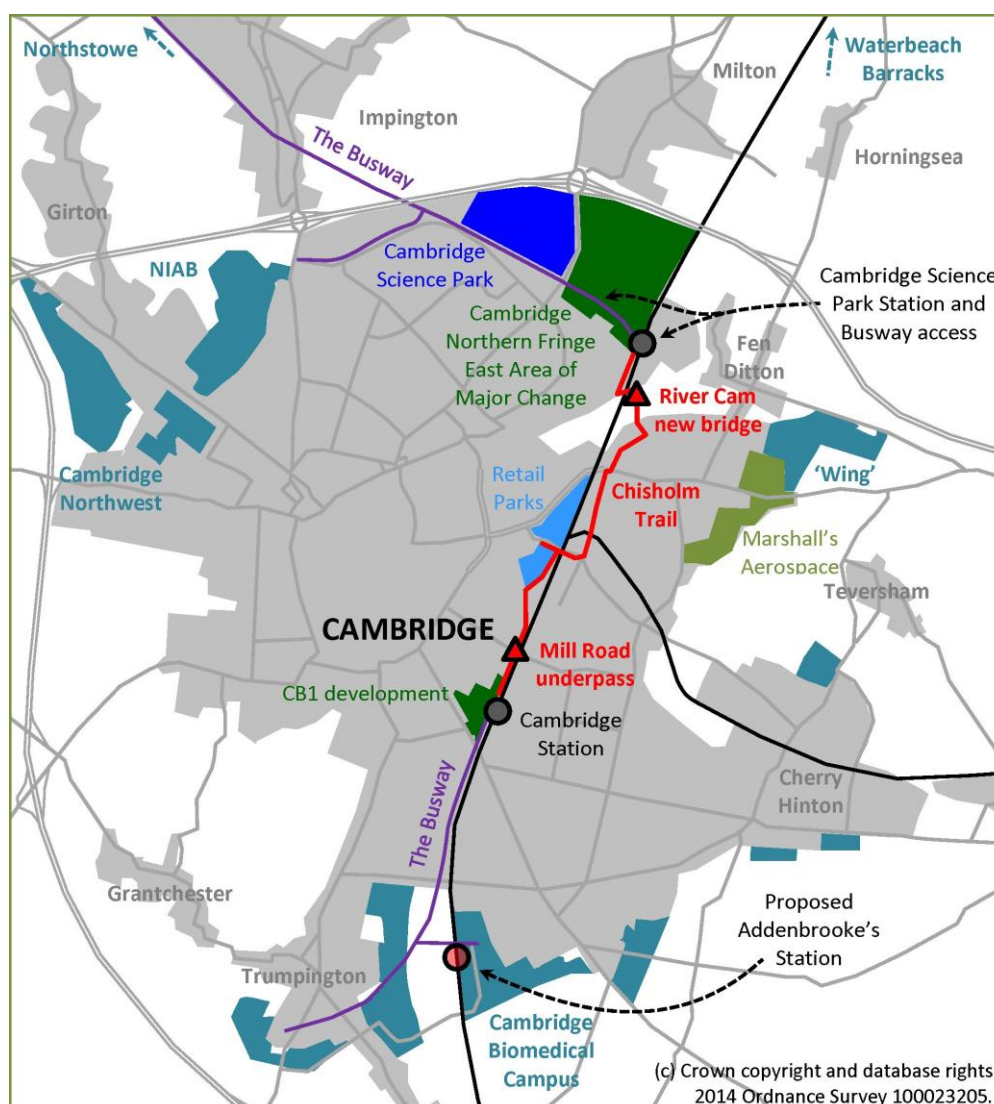 Northstowe
Waterbeach
Barracks
Milton
Impington
The Busway
Horningsea
Girton
NIAB
Cambridge
Science Park
Cambridge Science
Park Station and
Busway access
Cambridge
Northern Fringe
East Area of
Major Change
Fen
Ditton
River Cam
new bridge
Cambridge
Northwest
Retail
Parks
'Wing'
Chisholm
Trail
Marshall's
Aerospace
Teversham
CAMBRIDGE
Mill Road
underpass
CB1 development
Cambridge
Station
Cherry
Hinton
The Busway
Grantchester
Proposed
Addenbrooke's
Station
Trumpington
Cambridge
Biomedical
Campus
(c) Crown copyright and database rights
2014 Ordnance Survey 100023205.